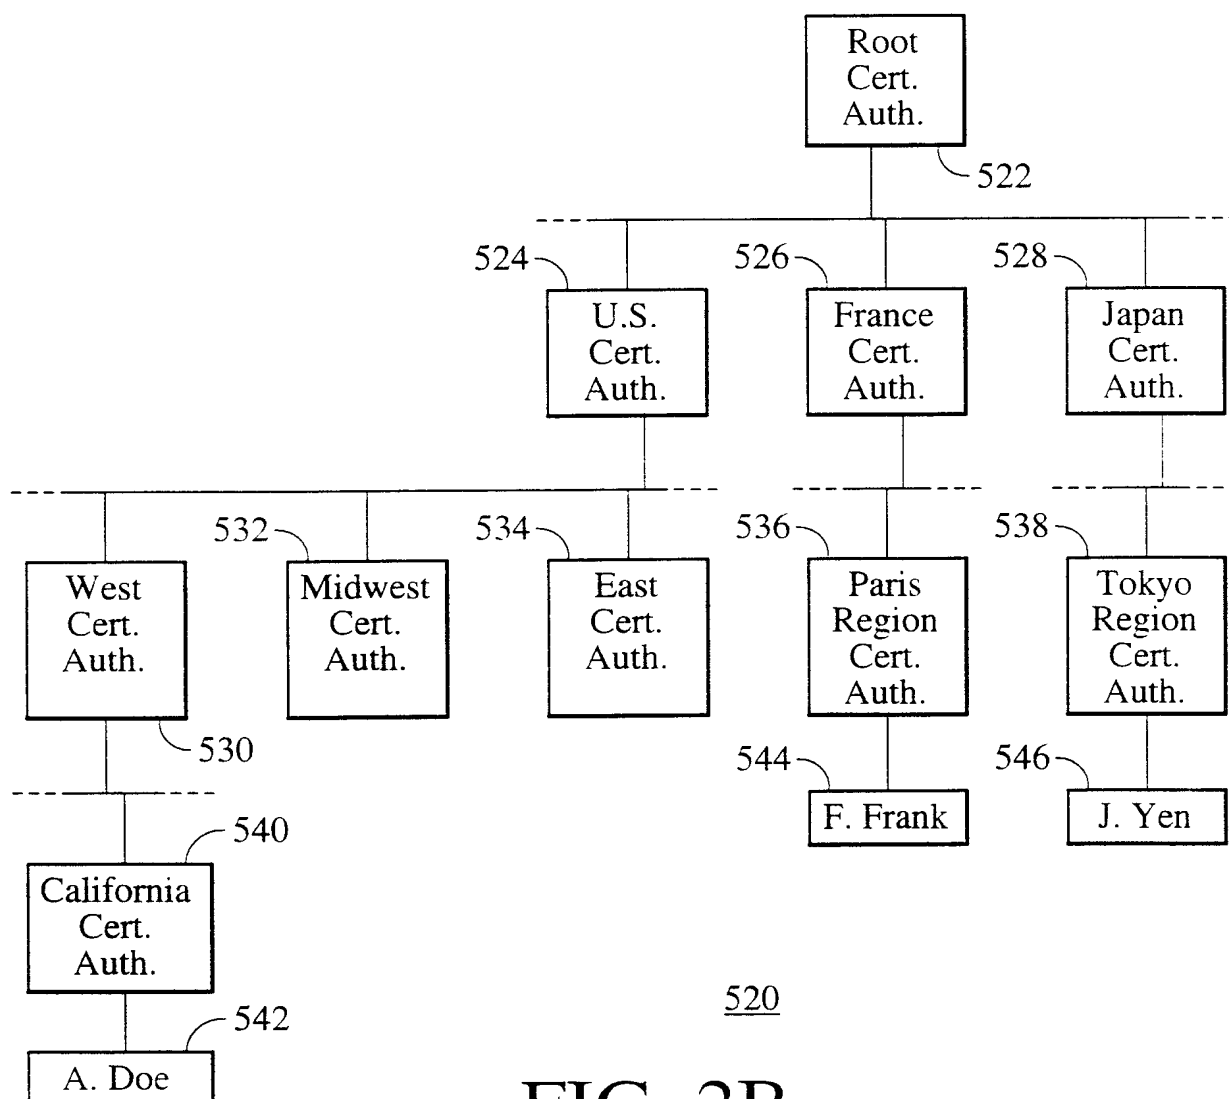 Root
Cert.
Auth.
522
524
526
528
U.S.
Cert.
Auth.
France
Cert.
Auth.
Japan
Cert.
Auth.
532
534
536
538
West
Cert.
Auth.
Midwest
Cert.
Auth.
East
Cert.
Auth.
Paris
Region
Cert.
Auth.
Tokyo
Region
Cert.
Auth.
530
544
546
F. Frank
J. Yen
540
California
Cert.
Auth.
520
542
A. Doe